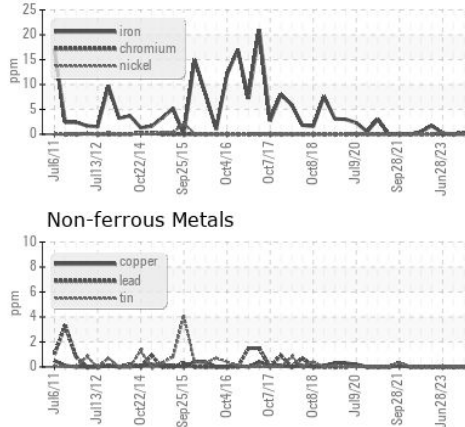 25
20
15
10
5
0
ppm
iron
chromium
nickel
Jul6/11
Jul13/12
Oct22/14
Sep25/15
Oct4/16
Oct7/17
Oct8/18
Jul9/20
Sep28/21
Jun28/23
Non-ferrous Metals
10
8
6
4
2
0
ppm
copper
lead
tin
Jul6/11
Jul13/12
Oct22/14
Sep25/15
Oct4/16
Oct7/17
Oct8/18
Jul9/20
Sep28/21
Jun28/23